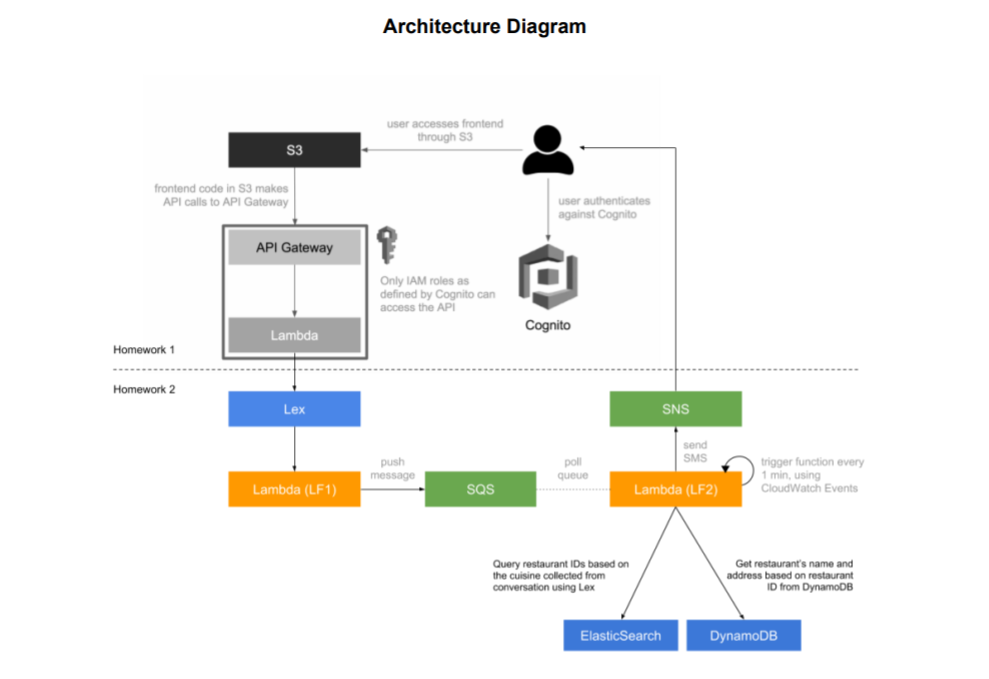 Architecture Diagram
user accesses frontend
through S3
S3
frontend code in S3 makes
API calls to API Gateway
user authenticates
against Cognito
API Gateway
Only IAM roles as
defined by Cognito can
access the API
Lambda
Cognito
Homework 1
Homework 2
Lex
SNS
send
SMS
push
message
poll
queue
trigger function every
1 min, using
CloudWatch Events
Lambda (LF1)
SQS
Lambda (LF2)
Query restaurant IDs based on
the cuisine collected from
conversation using Lex
Get restaurant's name and
address based on restaurant
ID from DynamoDB
ElasticSearch
DynamoDB